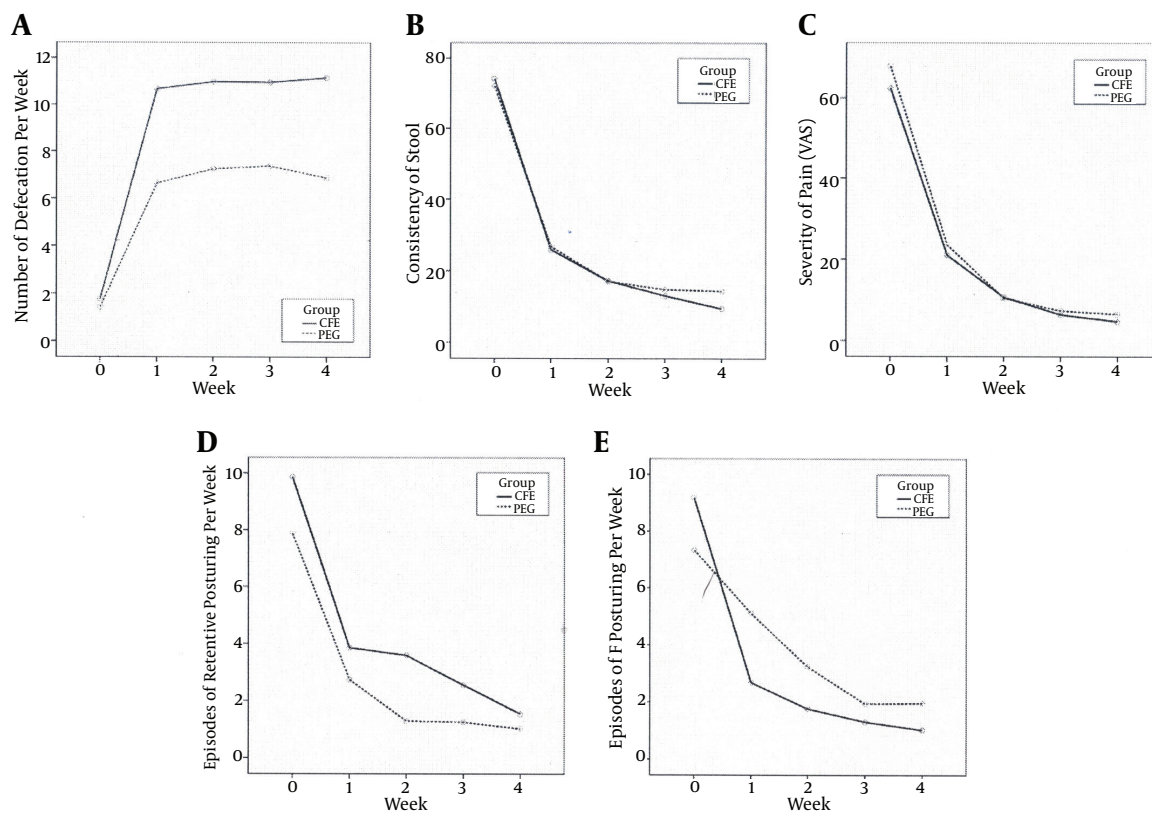 A
Number of Defecation Per Week
12
10
8
6
4
2
0
Group
CFE
PEG
0 1 2 3 4
Week
B
Consistency of Stool
80
60
40
20
0
Group
CFE
PEG
0 1 2 3 4
Week
C
Severity of Pain (VAS)
60
40
20
0
Group
CFE
PEG
0 1 2 3 4
Week
D
Episodes of Retentive Posturing Per Week
10
8
6
4
2
0
Group
CFE
PEG
0 1 2 3 4
Week
E
Episodes of F Posturing Per Week
10
8
6
4
2
0
Group
CFE
PEG
0 1 2 3 4
Week